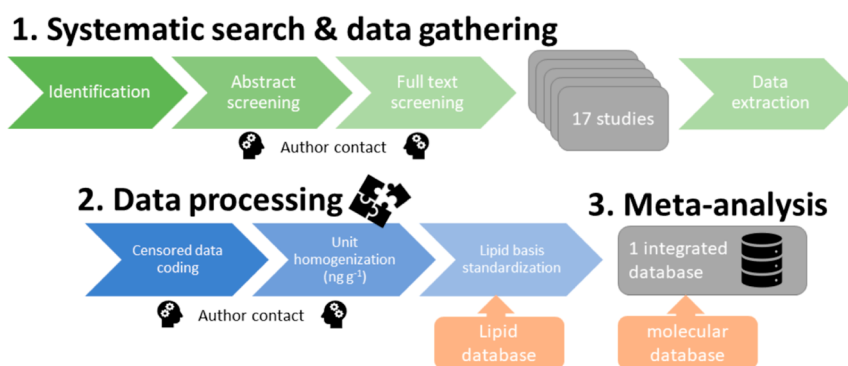 1. Systematic search & data gathering
Identification
Abstract
screening
Full text
screening
17 studies
Data
extraction
Author contact
2. Data processing
3. Meta-analysis
Censored data
coding
Unit
homogenization
(ng g⁻¹)
Lipid basis
standardization
1 integrated
database
Author contact
Lipid
database
molecular
database